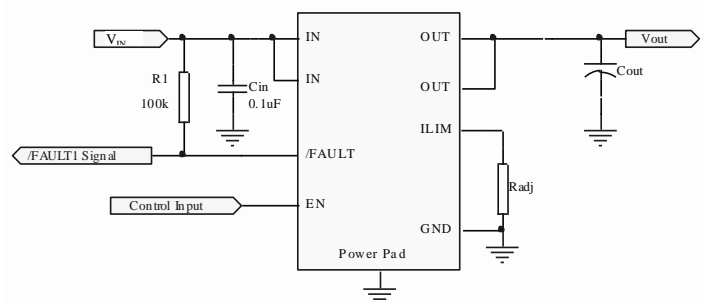 VIN
R1
100k
Cin
0.1uF
/FAULT1 Signal
Control Input
IN
IN
/FAULT
EN
OUT
OUT
ILIM
GND
Power Pad
Vout
Cout
Radj